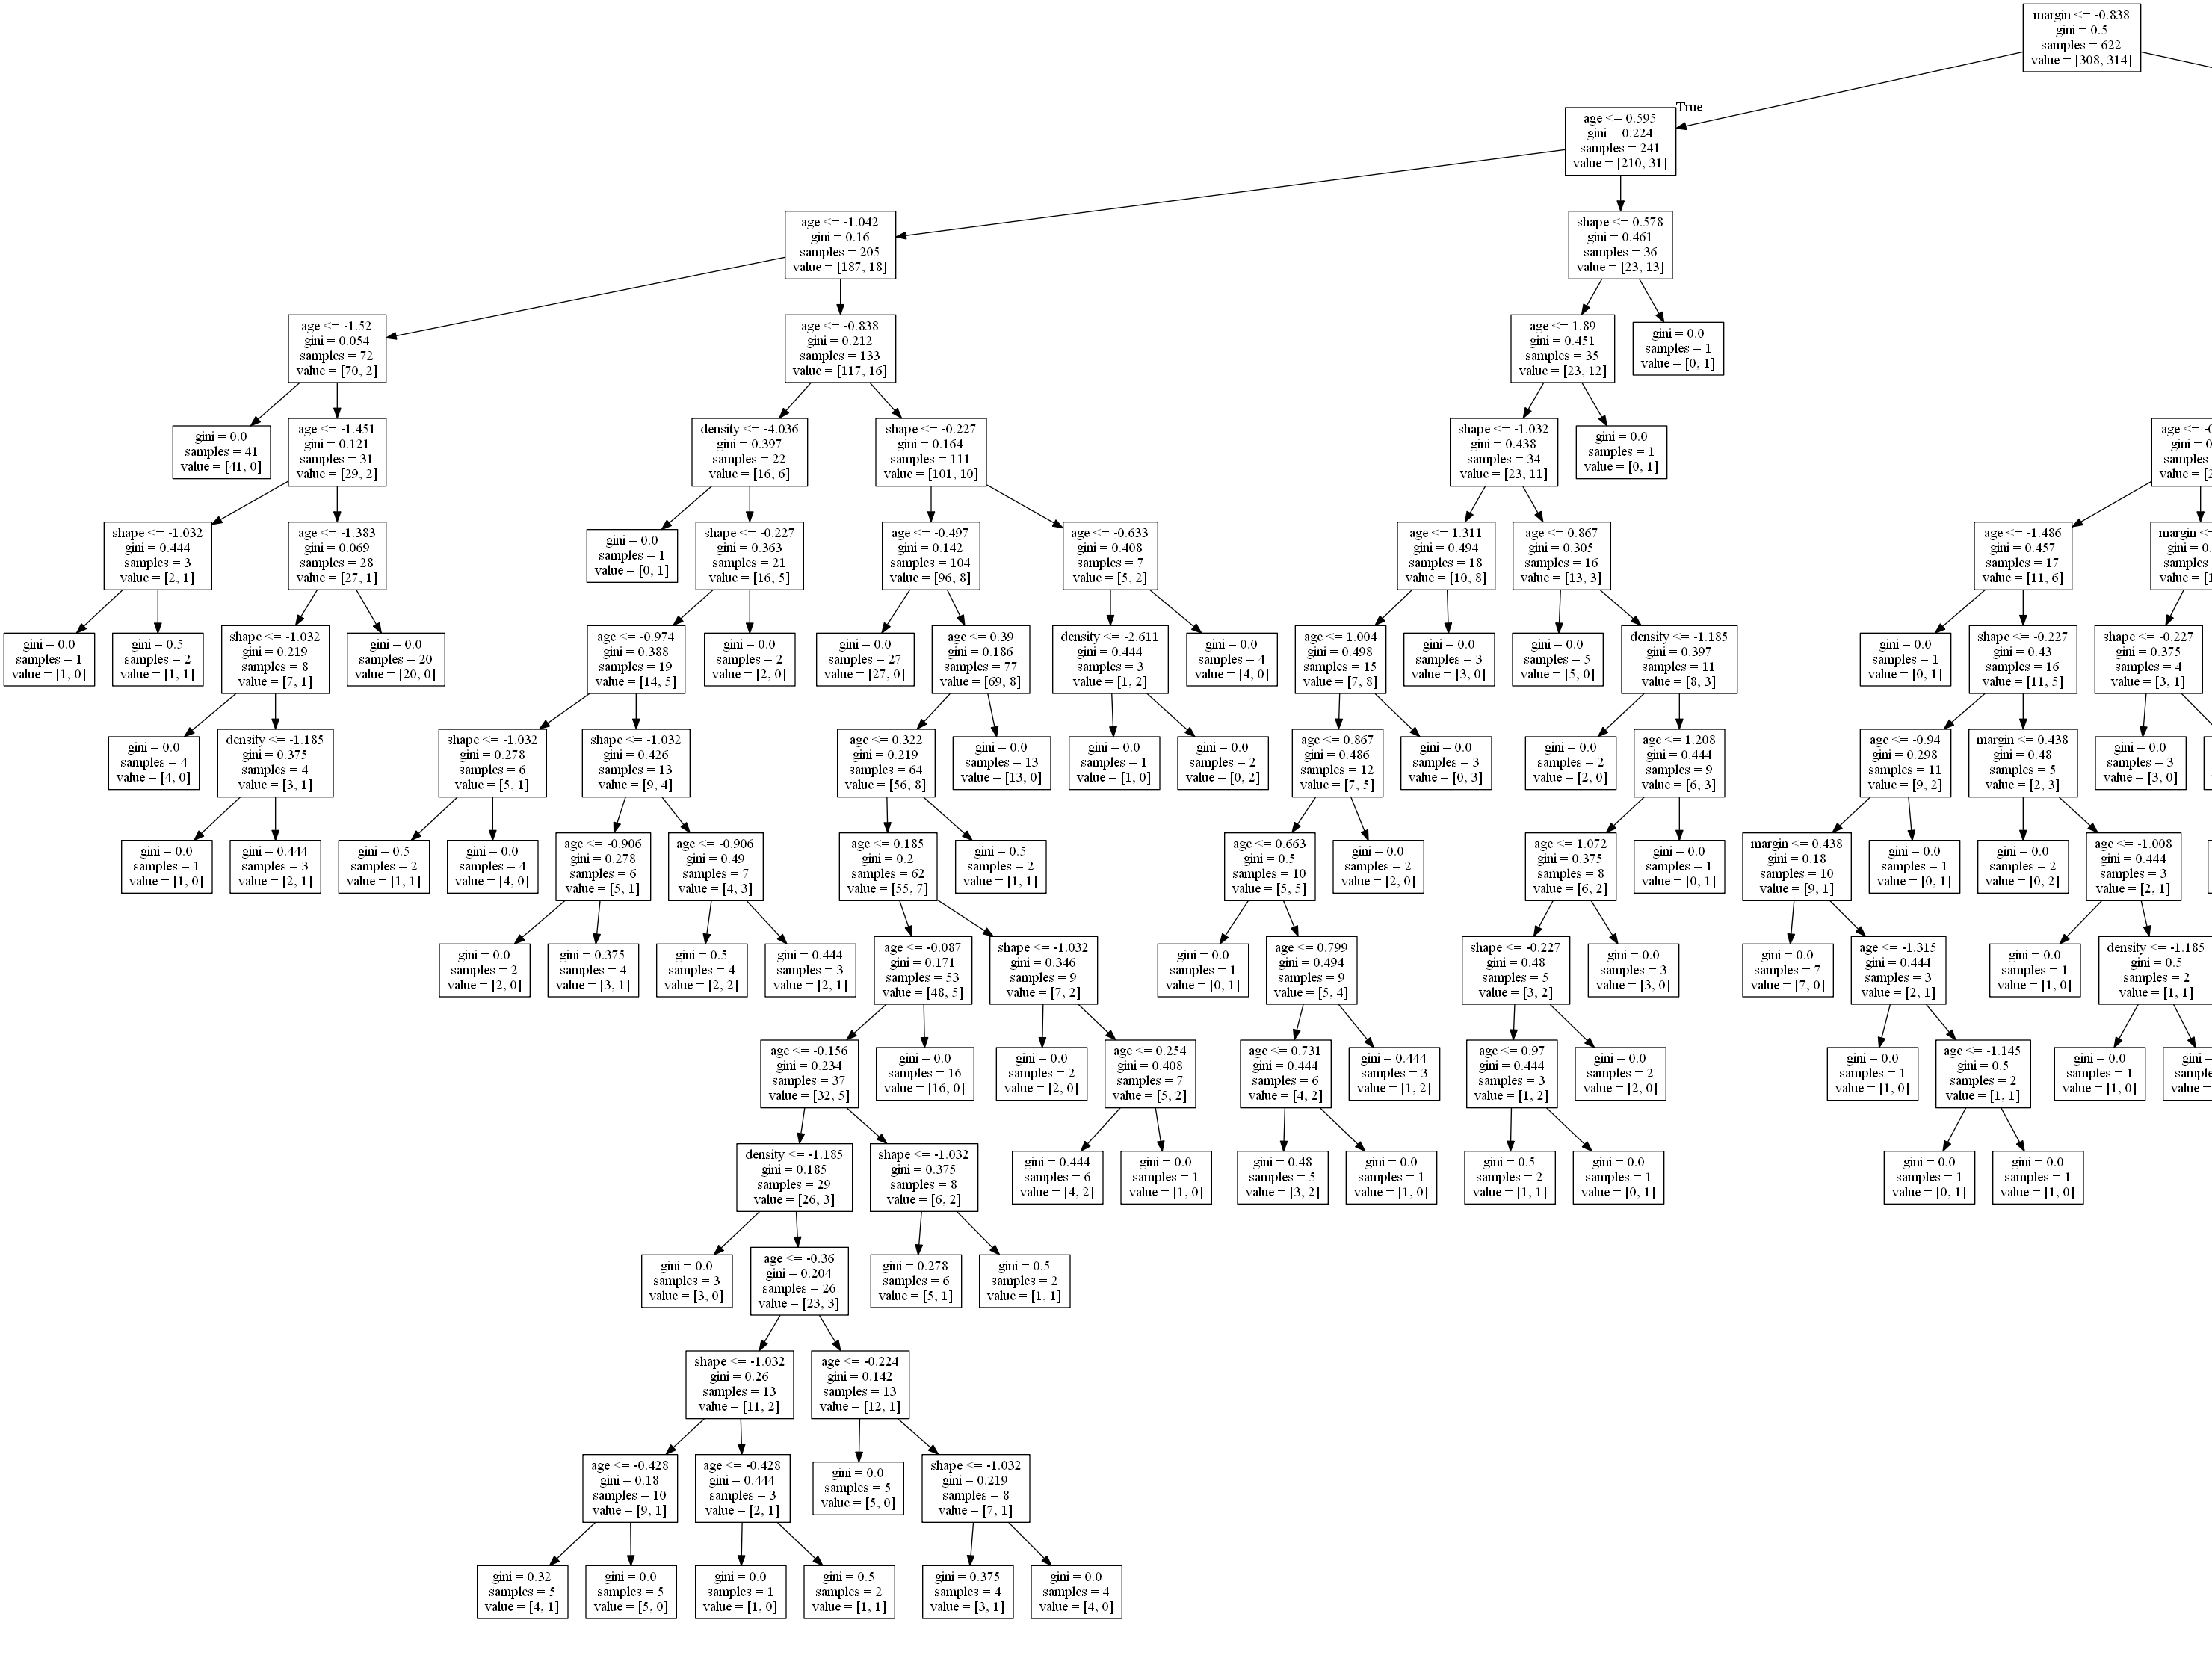 margin <= -0.838
gini = 0.5
samples = 622
value = [308, 314]
True
age <= 0.595
gini = 0.224
samples = 241
value = [210, 31]
age <= -1.042
gini = 0.16
samples = 205
value = [187, 18]
shape <= 0.578
gini = 0.461
samples = 36
value = [23, 13]
age <= -1.52
gini = 0.054
samples = 72
value = [70, 2]
age <= -0.838
gini = 0.212
samples = 133
value = [117, 16]
age <= 1.89
gini = 0.451
samples = 35
value = [23, 12]
gini = 0.0
samples = 1
value = [0, 1]
gini = 0.0
samples = 41
value = [41, 0]
age <= -1.451
gini = 0.121
samples = 31
value = [29, 2]
density <= -4.036
gini = 0.397
samples = 22
value = [16, 6]
shape <= -0.227
gini = 0.164
samples = 111
value = [101, 10]
shape <= -1.032
gini = 0.438
samples = 34
value = [23, 11]
gini = 0.0
samples = 1
value = [0, 1]
age <= -0
gini = 0
samples
value = [2
shape <= -1.032
gini = 0.444
samples = 3
value = [2, 1]
age <= -1.383
gini = 0.069
samples = 28
value = [27, 1]
gini = 0.0
samples = 1
value = [0, 1]
shape <= -0.227
gini = 0.363
samples = 21
value = [16, 5]
age <= -0.497
gini = 0.142
samples = 104
value = [96, 8]
age <= -0.633
gini = 0.408
samples = 7
value = [5, 2]
age <= 1.311
gini = 0.494
samples = 18
value = [10, 8]
age <= 0.867
gini = 0.305
samples = 16
value = [13, 3]
age <= -1.486
gini = 0.457
samples = 17
value = [11, 6]
margin <=
gini = 0.
samples
value = [1
gini = 0.0
samples = 1
value = [1, 0]
gini = 0.5
samples = 2
value = [1, 1]
shape <= -1.032
gini = 0.219
samples = 8
value = [7, 1]
gini = 0.0
samples = 20
value = [20, 0]
age <= -0.974
gini = 0.388
samples = 19
value = [14, 5]
gini = 0.0
samples = 2
value = [2, 0]
gini = 0.0
samples = 27
value = [27, 0]
age <= 0.39
gini = 0.186
samples = 77
value = [69, 8]
density <= -2.611
gini = 0.444
samples = 3
value = [1, 2]
gini = 0.0
samples = 4
value = [4, 0]
age <= 1.004
gini = 0.498
samples = 15
value = [7, 8]
gini = 0.0
samples = 3
value = [3, 0]
gini = 0.0
samples = 5
value = [5, 0]
density <= -1.185
gini = 0.397
samples = 11
value = [8, 3]
gini = 0.0
samples = 1
value = [0, 1]
shape <= -0.227
gini = 0.43
samples = 16
value = [11, 5]
shape <= -0.227
gini = 0.375
samples = 4
value = [3, 1]
gini = 0.0
samples = 4
value = [4, 0]
density <= -1.185
gini = 0.375
samples = 4
value = [3, 1]
shape <= -1.032
gini = 0.278
samples = 6
value = [5, 1]
shape <= -1.032
gini = 0.426
samples = 13
value = [9, 4]
age <= 0.322
gini = 0.219
samples = 64
value = [56, 8]
gini = 0.0
samples = 13
value = [13, 0]
gini = 0.0
samples = 1
value = [1, 0]
gini = 0.0
samples = 2
value = [0, 2]
age <= 0.867
gini = 0.486
samples = 12
value = [7, 5]
gini = 0.0
samples = 3
value = [0, 3]
gini = 0.0
samples = 2
value = [2, 0]
age <= 1.208
gini = 0.444
samples = 9
value = [6, 3]
age <= -0.94
gini = 0.298
samples = 11
value = [9, 2]
margin <= 0.438
gini = 0.48
samples = 5
value = [2, 3]
gini = 0.0
samples = 3
value = [3, 0]
gini = 0.0
samples = 1
value = [1, 0]
gini = 0.444
samples = 3
value = [2, 1]
gini = 0.5
samples = 2
value = [1, 1]
gini = 0.0
samples = 4
value = [4, 0]
age <= -0.906
gini = 0.278
samples = 6
value = [5, 1]
age <= -0.906
gini = 0.49
samples = 7
value = [4, 3]
age <= 0.185
gini = 0.2
samples = 62
value = [55, 7]
gini = 0.5
samples = 2
value = [1, 1]
age <= 0.663
gini = 0.5
samples = 10
value = [5, 5]
gini = 0.0
samples = 2
value = [2, 0]
age <= 1.072
gini = 0.375
samples = 8
value = [6, 2]
gini = 0.0
samples = 1
value = [0, 1]
margin <= 0.438
gini = 0.18
samples = 10
value = [9, 1]
gini = 0.0
samples = 1
value = [0, 1]
gini = 0.0
samples = 2
value = [0, 2]
age <= -1.008
gini = 0.444
samples = 3
value = [2, 1]
gini = 0.0
samples = 2
value = [2, 0]
gini = 0.375
samples = 4
value = [3, 1]
gini = 0.5
samples = 4
value = [2, 2]
gini = 0.444
samples = 3
value = [2, 1]
age <= -0.087
gini = 0.171
samples = 53
value = [48, 5]
shape <= -1.032
gini = 0.346
samples = 9
value = [7, 2]
gini = 0.0
samples = 1
value = [0, 1]
age <= 0.799
gini = 0.494
samples = 9
value = [5, 4]
shape <= -0.227
gini = 0.48
samples = 5
value = [3, 2]
gini = 0.0
samples = 3
value = [3, 0]
gini = 0.0
samples = 7
value = [7, 0]
age <= -1.315
gini = 0.444
samples = 3
value = [2, 1]
gini = 0.0
samples = 1
value = [1, 0]
density <= -1.185
gini = 0.5
samples = 2
value = [1, 1]
age <= -0.156
gini = 0.234
samples = 37
value = [32, 5]
gini = 0.0
samples = 16
value = [16, 0]
gini = 0.0
samples = 2
value = [2, 0]
age <= 0.254
gini = 0.408
samples = 7
value = [5, 2]
age <= 0.731
gini = 0.444
samples = 6
value = [4, 2]
gini = 0.444
samples = 3
value = [1, 2]
age <= 0.97
gini = 0.444
samples = 3
value = [1, 2]
gini = 0.0
samples = 2
value = [2, 0]
gini = 0.0
samples = 1
value = [1, 0]
age <= -1.145
gini = 0.5
samples = 2
value = [1, 1]
gini = 0.0
samples = 1
value = [1, 0]
gini =
sample
value =
density <= -1.185
gini = 0.185
samples = 29
value = [26, 3]
shape <= -1.032
gini = 0.375
samples = 8
value = [6, 2]
gini = 0.444
samples = 6
value = [4, 2]
gini = 0.0
samples = 1
value = [1, 0]
gini = 0.48
samples = 5
value = [3, 2]
gini = 0.0
samples = 1
value = [1, 0]
gini = 0.5
samples = 2
value = [1, 1]
gini = 0.0
samples = 1
value = [0, 1]
gini = 0.0
samples = 1
value = [0, 1]
gini = 0.0
samples = 1
value = [1, 0]
gini = 0.0
samples = 3
value = [3, 0]
age <= -0.36
gini = 0.204
samples = 26
value = [23, 3]
gini = 0.278
samples = 6
value = [5, 1]
gini = 0.5
samples = 2
value = [1, 1]
shape <= -1.032
gini = 0.26
samples = 13
value = [11, 2]
age <= -0.224
gini = 0.142
samples = 13
value = [12, 1]
age <= -0.428
gini = 0.18
samples = 10
value = [9, 1]
age <= -0.428
gini = 0.444
samples = 3
value = [2, 1]
gini = 0.0
samples = 5
value = [5, 0]
shape <= -1.032
gini = 0.219
samples = 8
value = [7, 1]
gini = 0.32
samples = 5
value = [4, 1]
gini = 0.0
samples = 5
value = [5, 0]
gini = 0.0
samples = 1
value = [1, 0]
gini = 0.5
samples = 2
value = [1, 1]
gini = 0.375
samples = 4
value = [3, 1]
gini = 0.0
samples = 4
value = [4, 0]